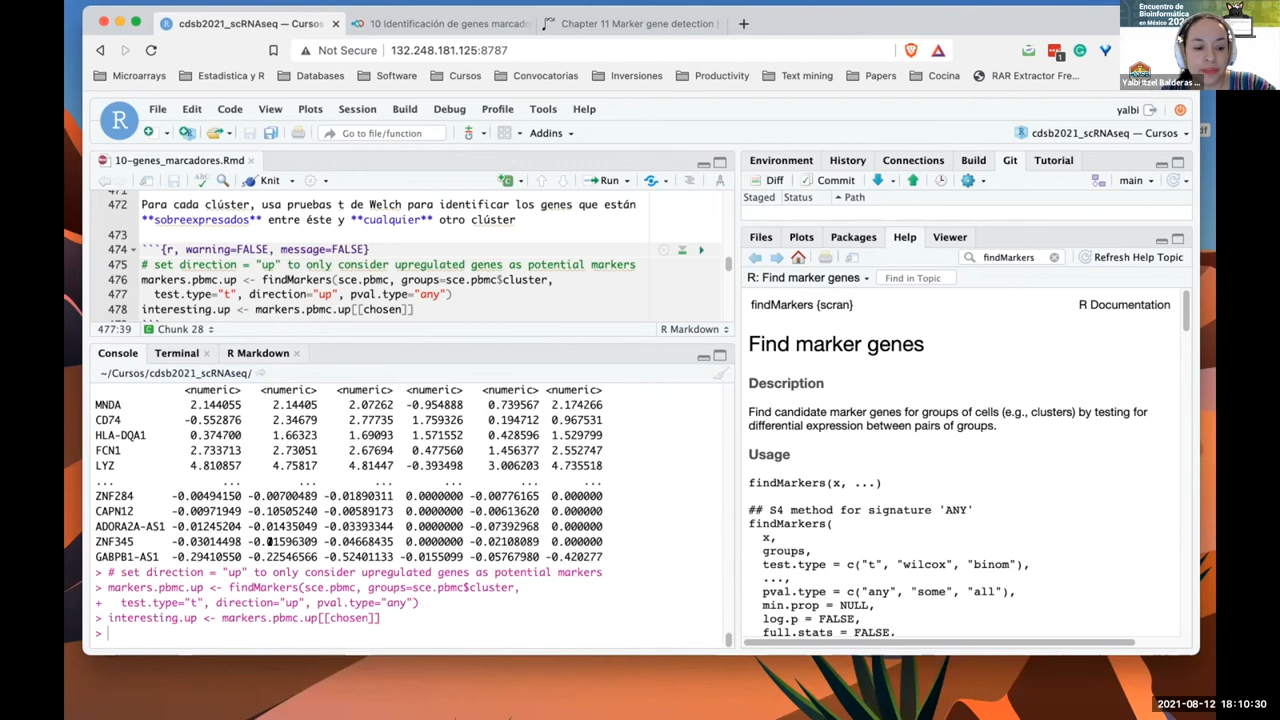 cdsb2021_scRNAseq – Cursos
10 Identificación de genes marcado
Chapter 11 Marker gene detection
Not Secure
132.248.181.125:8787
Microarrays
Estadistica y R
Databases
Software
Cursos
Convocatorias
Inversiones
Productivity
Text mining
Papers
Cocina
RAR Extractor Fre...
Encuentro de
Bioinformática
en México 202
Yalbi Itzel Balderas ...
File Edit Code View Plots Session Build Debug Profile Tools Help
yalbi
Go to file/function
Addins
cdsb2021_scRNAseq — Cursos
10-genes_marcadores.Rmd
Knit
Run
471
472 Para cada clúster, usa pruebas t de Welch para identificar los genes que están
**sobreexpresados** entre éste y **cualquier** otro clúster
473
474 ```{r, warning=FALSE, message=FALSE}
475 # set direction = "up" to only consider upregulated genes as potential markers
476 markers.pbmc.up <- findMarkers(sce.pbmc, groups=sce.pbmc$cluster,
477 test.type="t", direction="up", pval.type="any")
478 interesting.up <- markers.pbmc.up[[chosen]]
477:39 Chunk 28 R Markdown
Console Terminal R Markdown
~/Cursos/cdsb2021_scRNAseq/
<numeric> <numeric> <numeric> <numeric> <numeric> <numeric>
MNDA 2.144055 2.14405 2.07262 -0.954888 0.739567 2.174266
CD74 -0.552876 2.34679 2.77735 1.759326 0.194712 0.967531
HLA-DQA1 0.374700 1.66323 1.69093 1.571552 0.428596 1.529799
FCN1 2.733713 2.73051 2.67694 0.477560 1.456377 2.552747
LYZ 4.810857 4.75817 4.81447 -0.393498 3.006203 4.735518
... ... ... ... ... ... ...
ZNF284 -0.00494150 -0.00700489 -0.01890311 0.0000000 -0.00776165 0.000000
CAPN12 -0.00971949 -0.10505240 -0.00589173 0.0000000 -0.00613620 0.000000
ADORA2A-AS1 -0.01245204 -0.01435049 -0.03393344 0.0000000 -0.07392968 0.000000
ZNF345 -0.03014498 -0.01596309 -0.04668435 0.0000000 -0.02108089 0.000000
GABPB1-AS1 -0.29410550 -0.22546566 -0.52401133 -0.0155099 -0.05767980 -0.420277
> # set direction = "up" to only consider upregulated genes as potential markers
> markers.pbmc.up <- findMarkers(sce.pbmc, groups=sce.pbmc$cluster,
+ test.type="t", direction="up", pval.type="any")
> interesting.up <- markers.pbmc.up[[chosen]]
>
Environment History Connections Build Git Tutorial
Diff Commit main
Staged Status Path
Files Plots Packages Help Viewer
findMarkers
Refresh Help Topic
R: Find marker genes
Find in Topic
findMarkers {scran} R Documentation
Find marker genes
Description
Find candidate marker genes for groups of cells (e.g., clusters) by testing for
differential expression between pairs of groups.
Usage
findMarkers(x, ...)
## S4 method for signature 'ANY'
findMarkers(
x,
groups,
test.type = c("t", "wilcox", "binom"),
...,
pval.type = c("any", "some", "all"),
min.prop = NULL,
log.p = FALSE,
full.stats = FALSE,
2021-08-12 18:10:30